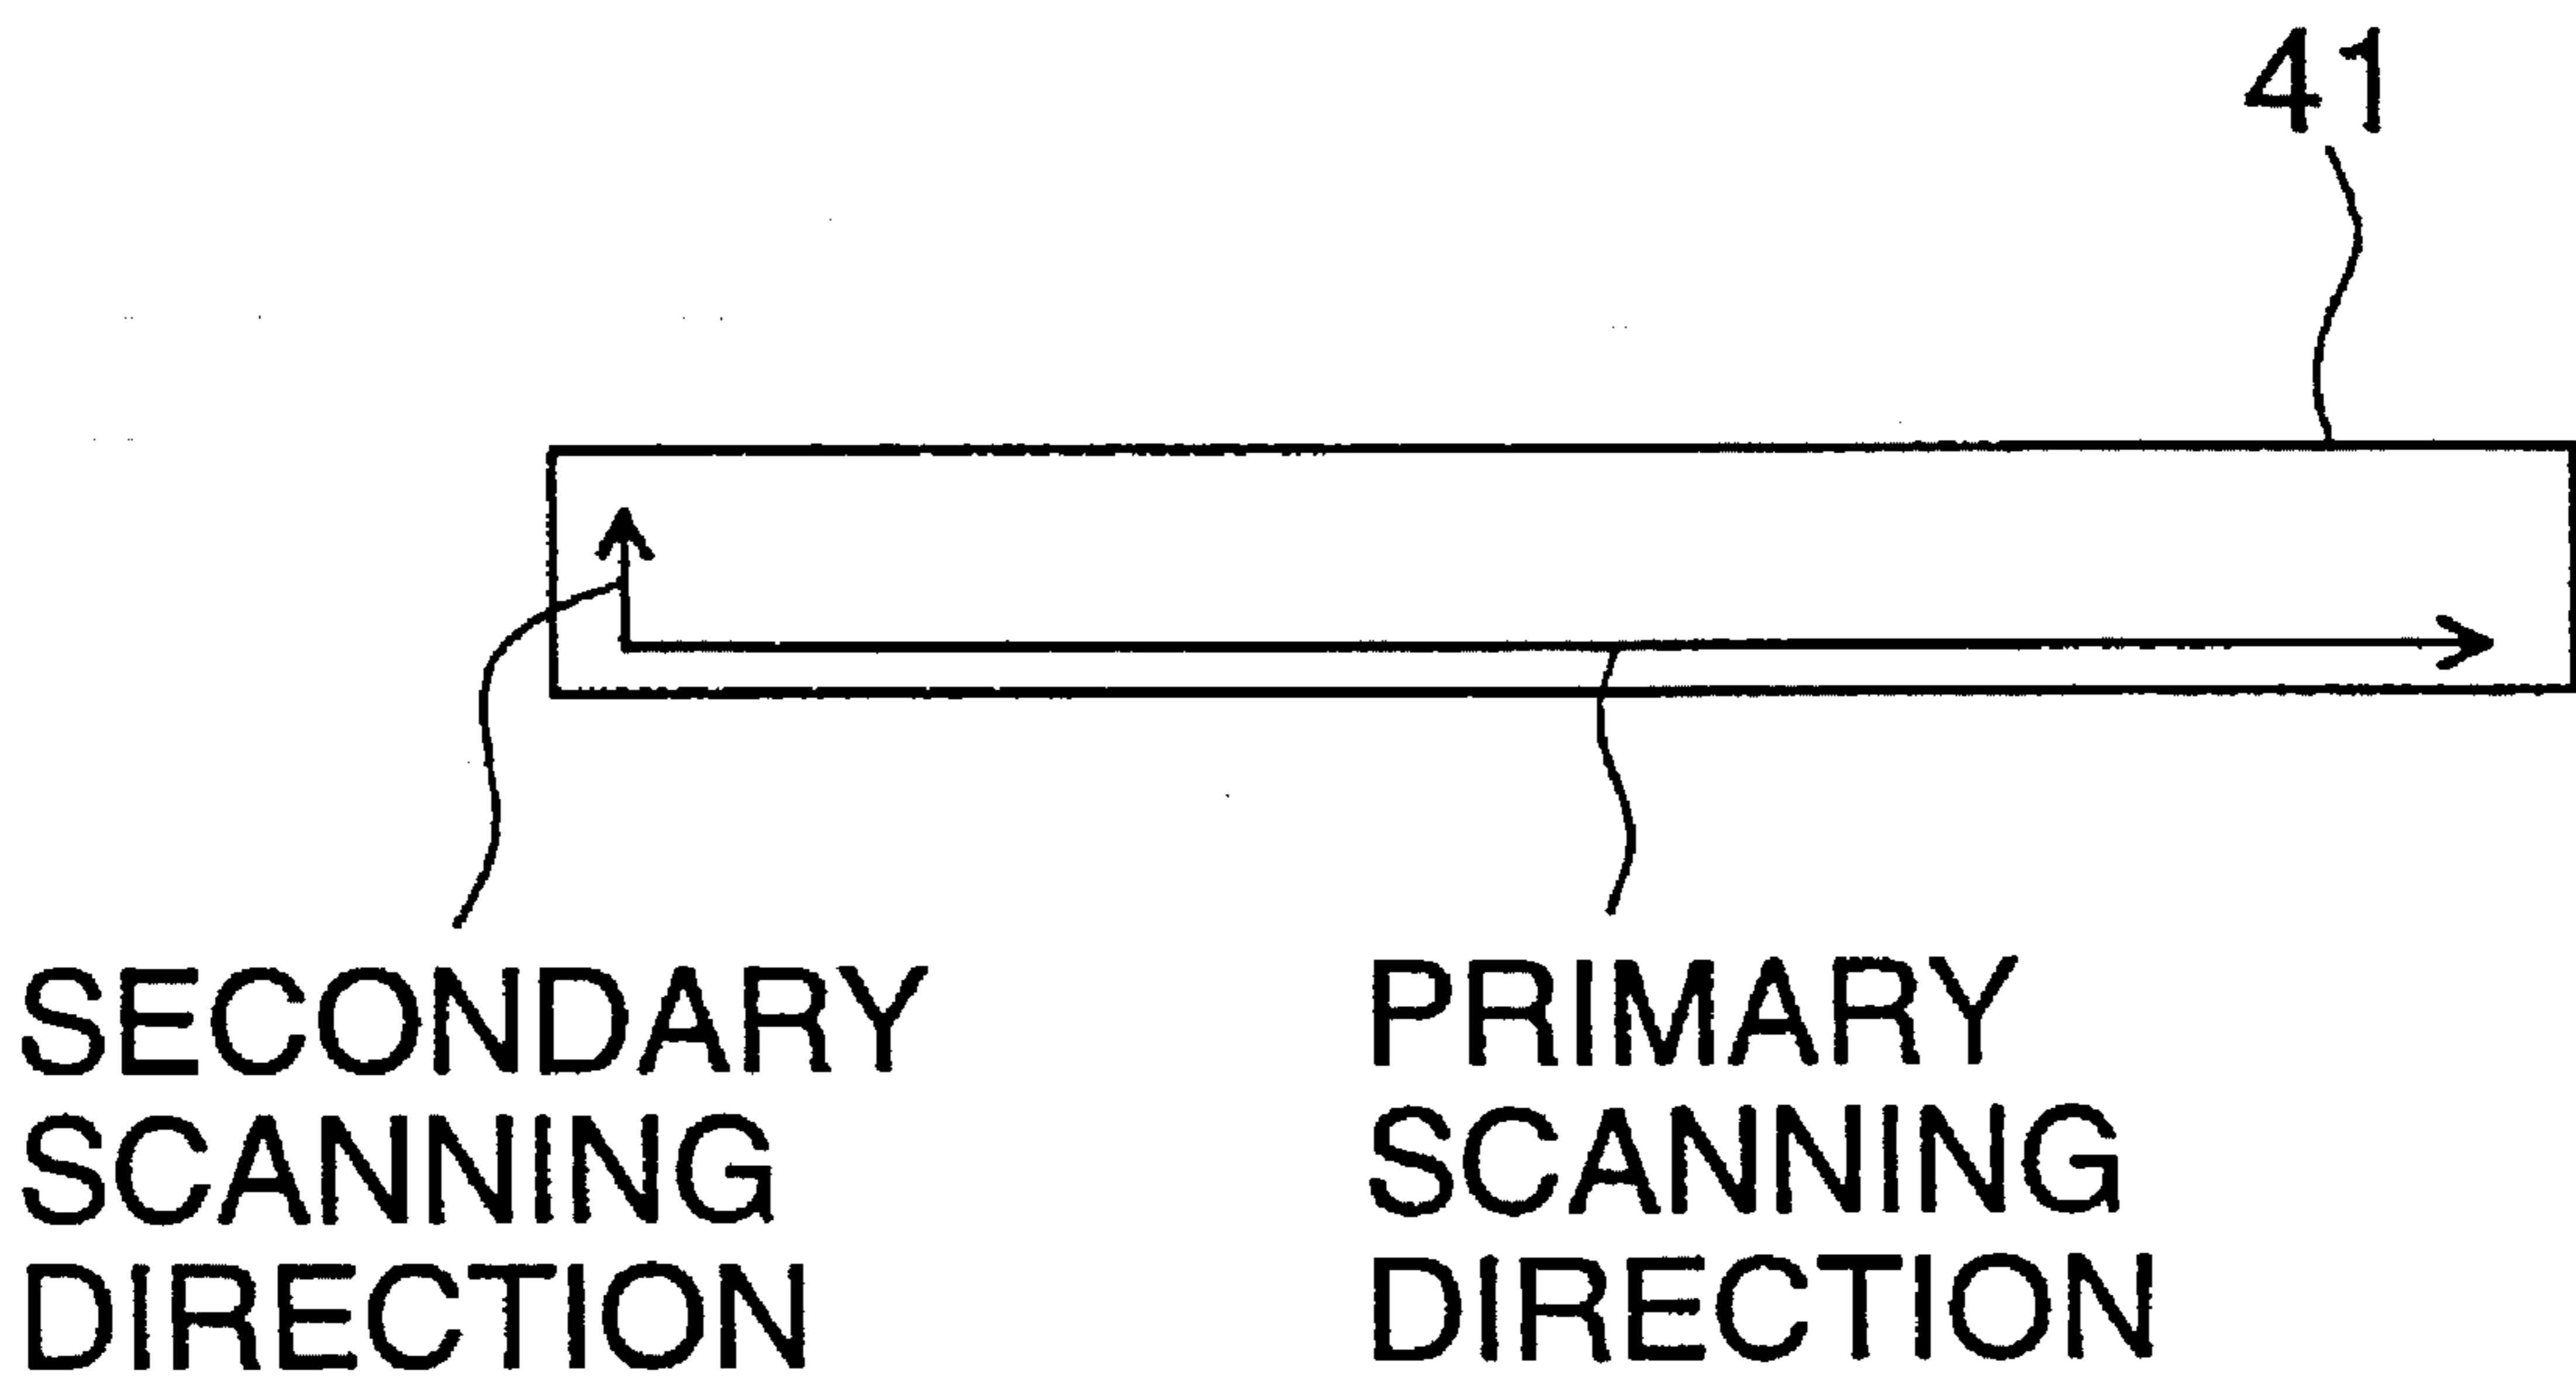 41
SECONDARY
SCANNING
DIRECTION
PRIMARY
SCANNING
DIRECTION